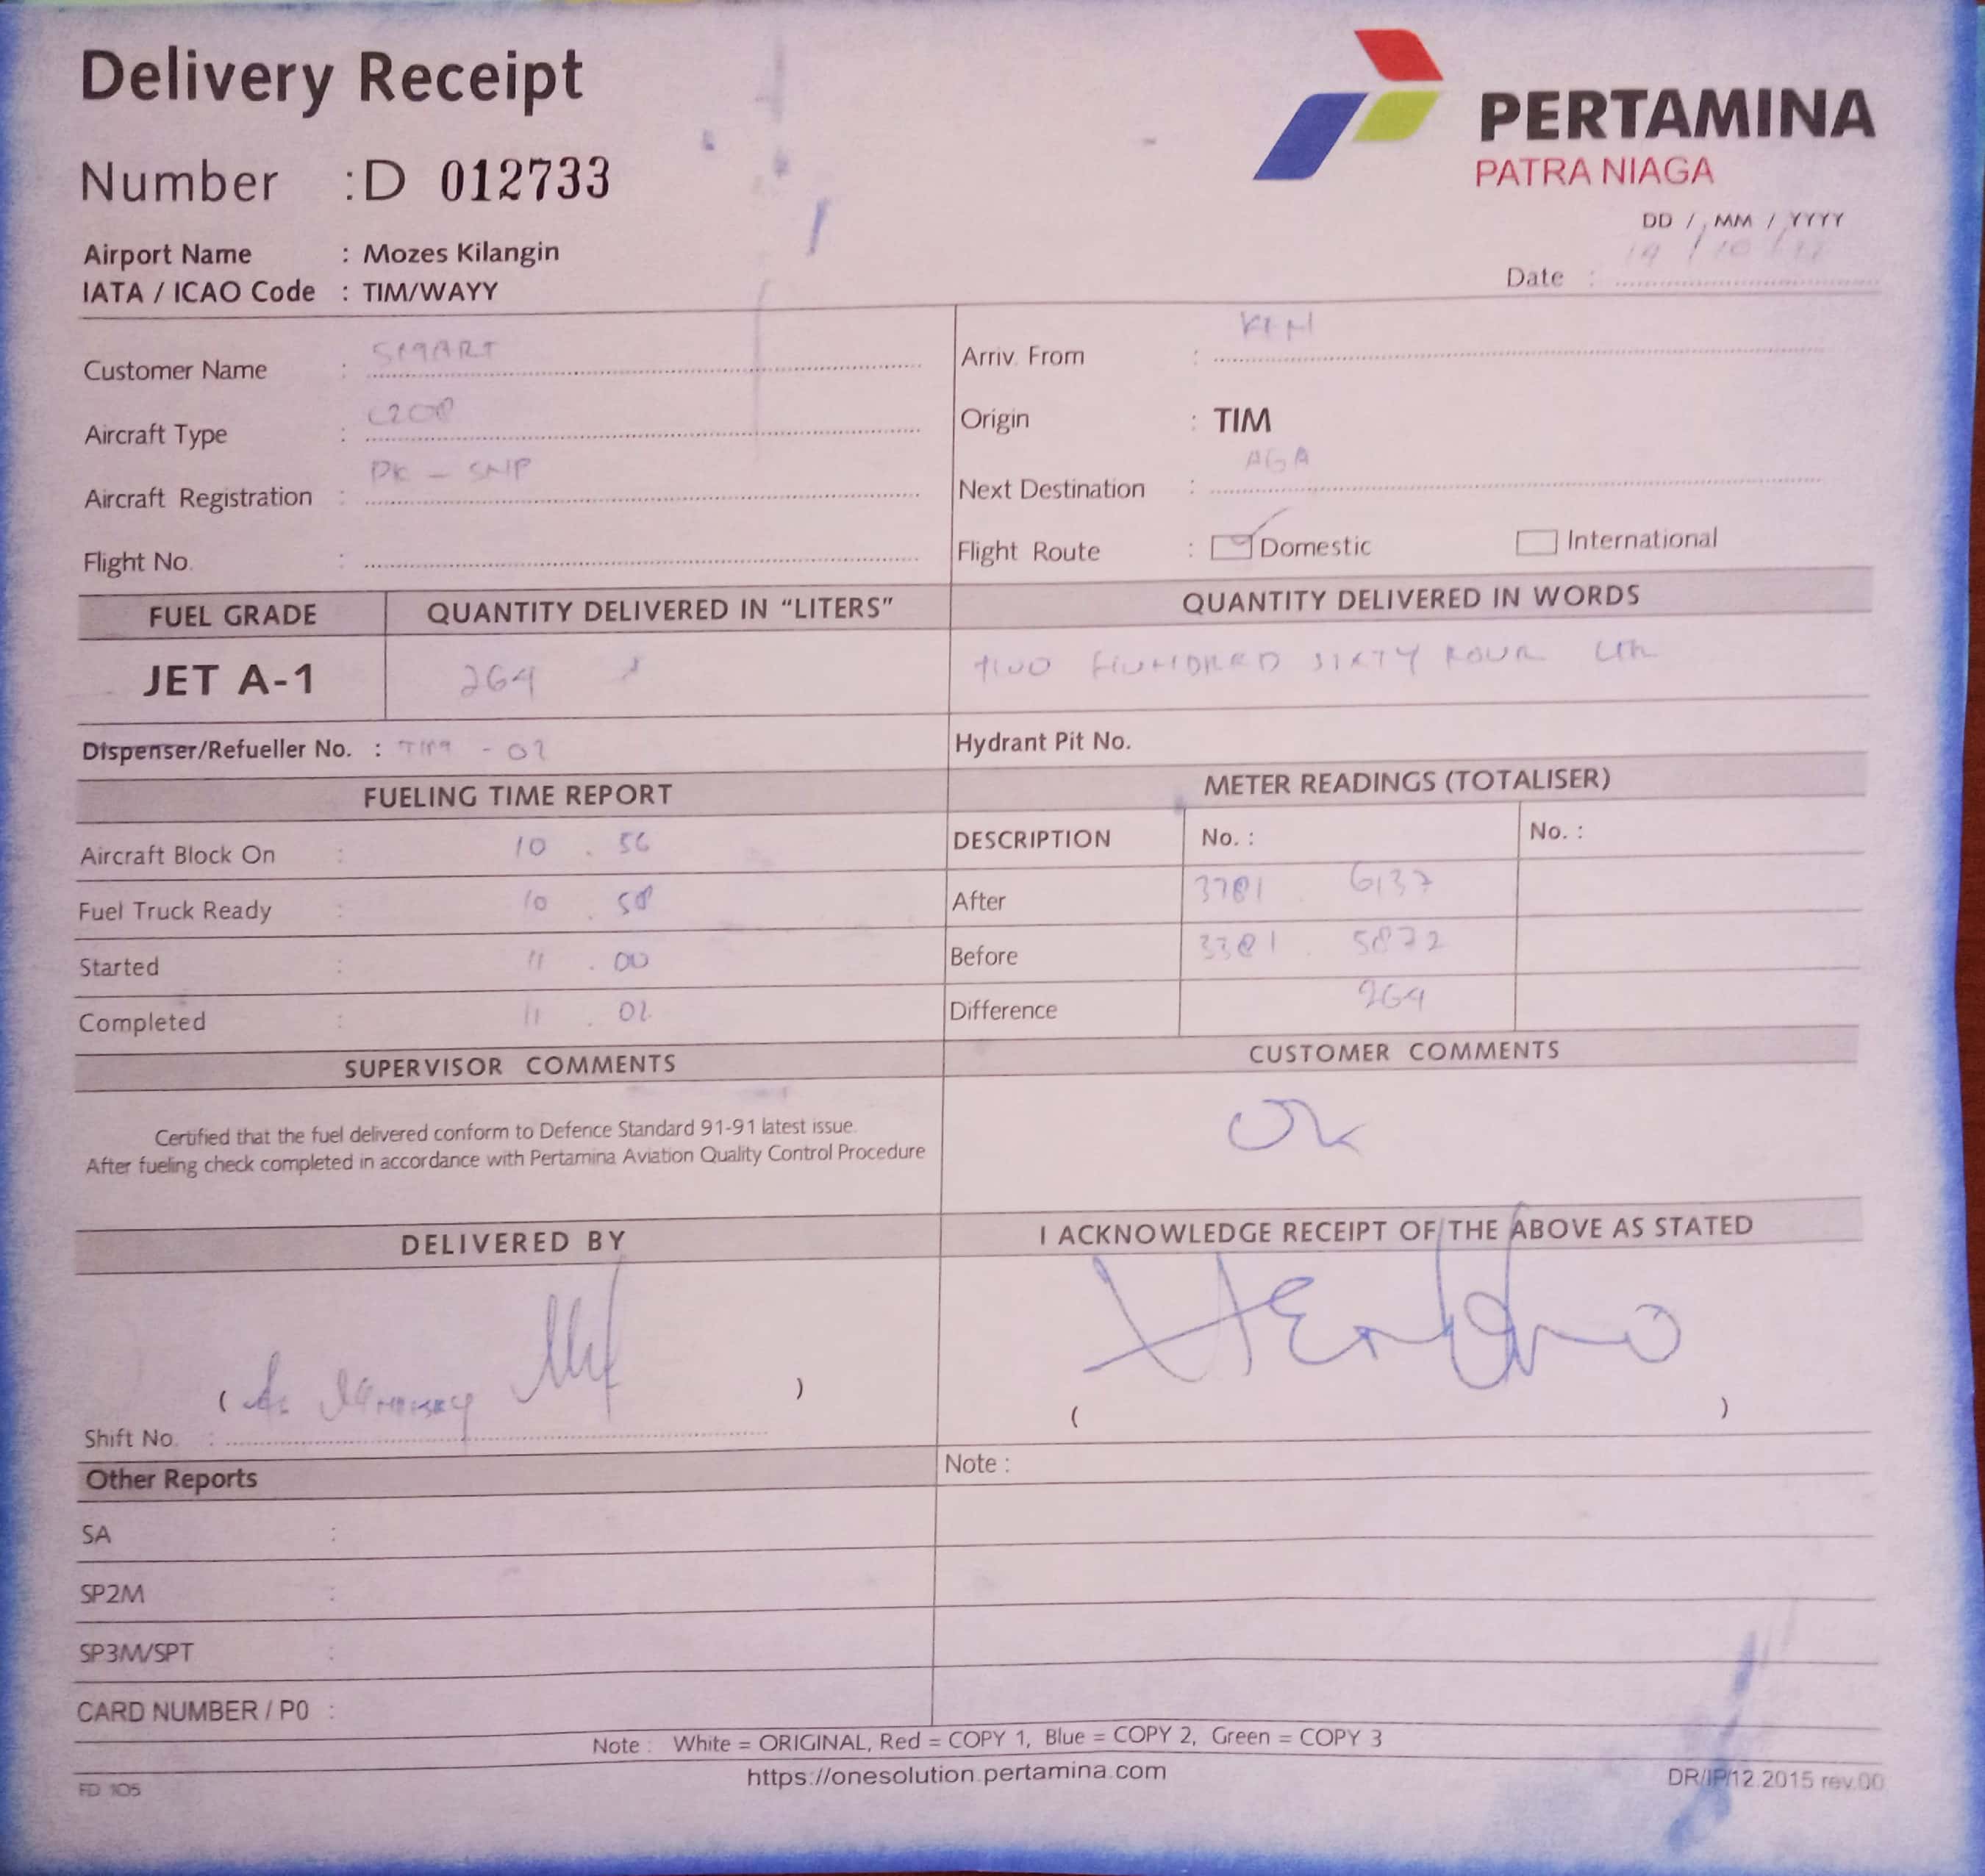 Delivery Receipt
PERTAMINA
PATRA NIAGA
Number : D 012733
DD / MM / YYYY
Airport Name : Mozes Kilangin
IATA / ICAO Code : TIM/WAYY
Date :
Customer Name : SMART
Arriv. From :
Aircraft Type : C208
Origin : TIM
Aircraft Registration : PK - SNP
Next Destination : AGA
Flight No. :
Flight Route : Domestic International
FUEL GRADE QUANTITY DELIVERED IN "LITERS" QUANTITY DELIVERED IN WORDS
JET A-1 264 TWO HUNDRED SIXTY FOUR LTR
Dispenser/Refueller No. : TIM - 02 Hydrant Pit No.
FUELING TIME REPORT METER READINGS (TOTALISER)
Aircraft Block On : 10 . 56 DESCRIPTION No. : No. :
Fuel Truck Ready : 10 . 58 After 6137
Started : 11 . 00 Before 5872
Completed : 11 . 02 Difference 264
SUPERVISOR COMMENTS CUSTOMER COMMENTS
Certified that the fuel delivered conform to Defence Standard 91-91 latest issue.
After fueling check completed in accordance with Pertamina Aviation Quality Control Procedure
Ok
DELIVERED BY I ACKNOWLEDGE RECEIPT OF THE ABOVE AS STATED
( ) ( )
Shift No. :
Other Reports Note :
SA :
SP2M :
SP3M/SPT :
CARD NUMBER / P0 :
Note : White = ORIGINAL, Red = COPY 1, Blue = COPY 2, Green = COPY 3
https://onesolution.pertamina.com
FD 105 DR/IP/12.2015 rev.00